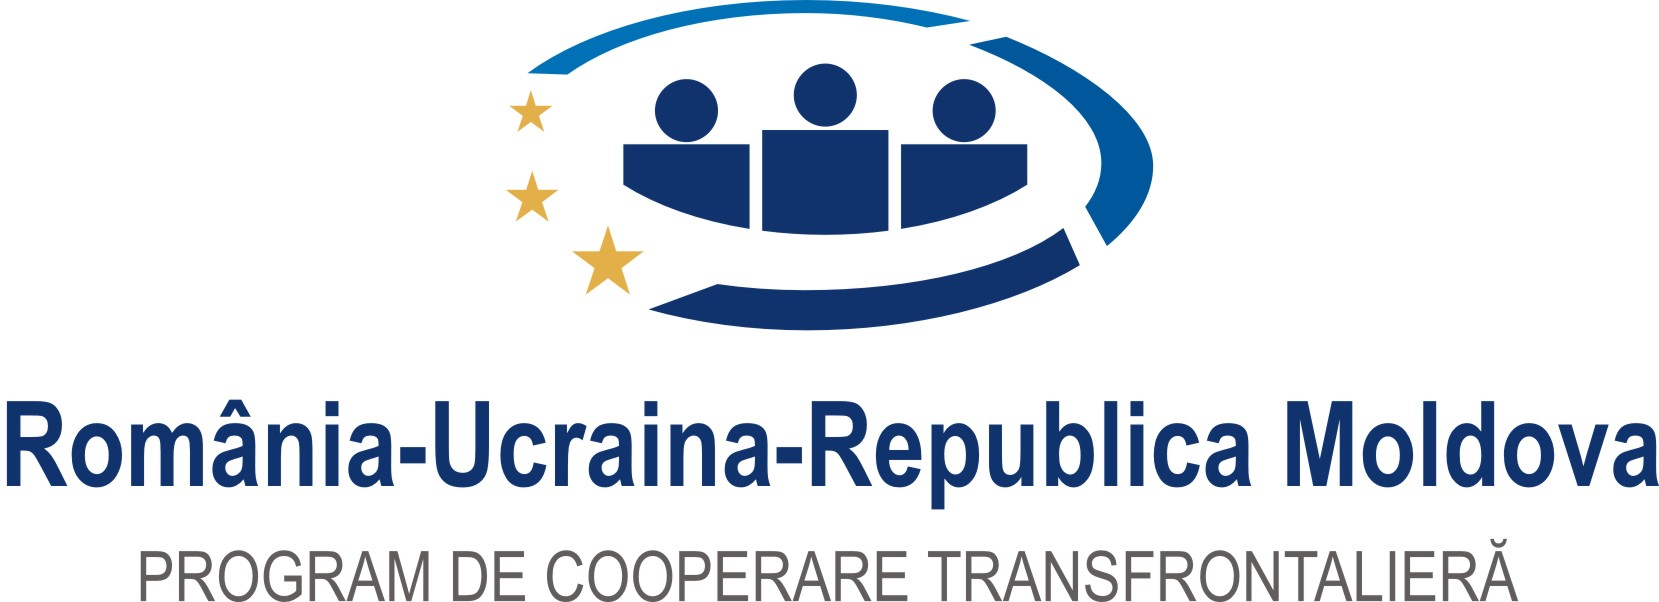 România-Ucraina-Republica Moldova
PROGRAM DE COOPERARE TRANSFRONTALIERĂ